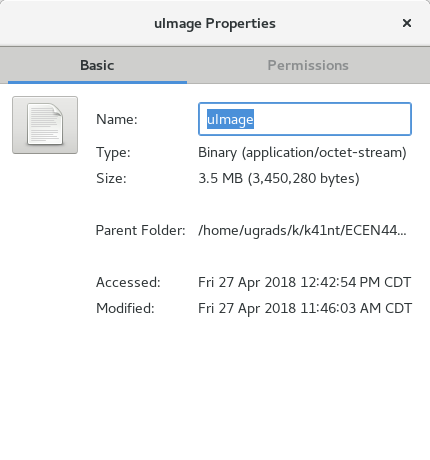 uImage Properties
Basic Permissions
Name: uImage
Type: Binary (application/octet-stream)
Size: 3.5 MB (3,450,280 bytes)
Parent Folder: /home/ugrads/k/k41nt/ECEN44...
Accessed: Fri 27 Apr 2018 12:42:54 PM CDT
Modified: Fri 27 Apr 2018 11:46:03 AM CDT